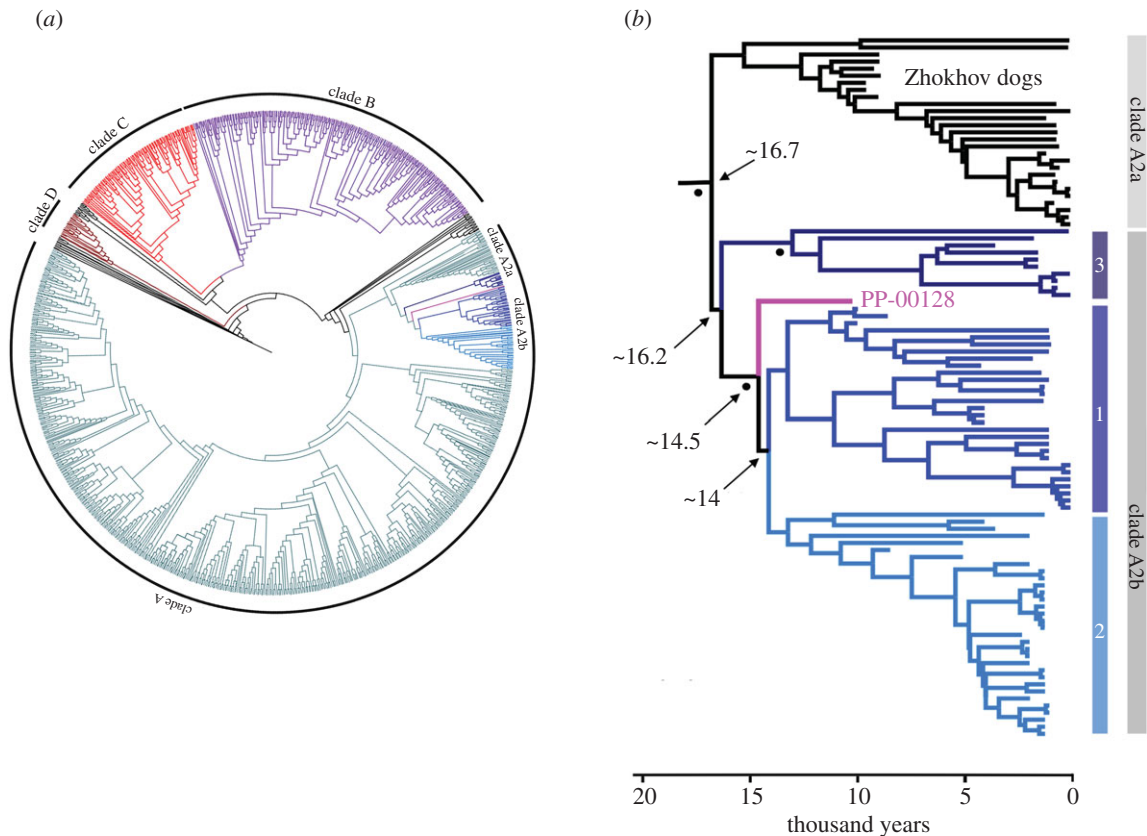 (a)
clade B
clade C
clade D
clade A2a
clade A2b
clade A
(b)
Zhokhov dogs
~16.7
PP-00128
~16.2
~14.5
~14
3
1
2
clade A2a
clade A2b
20 15 10 5 0
thousand years